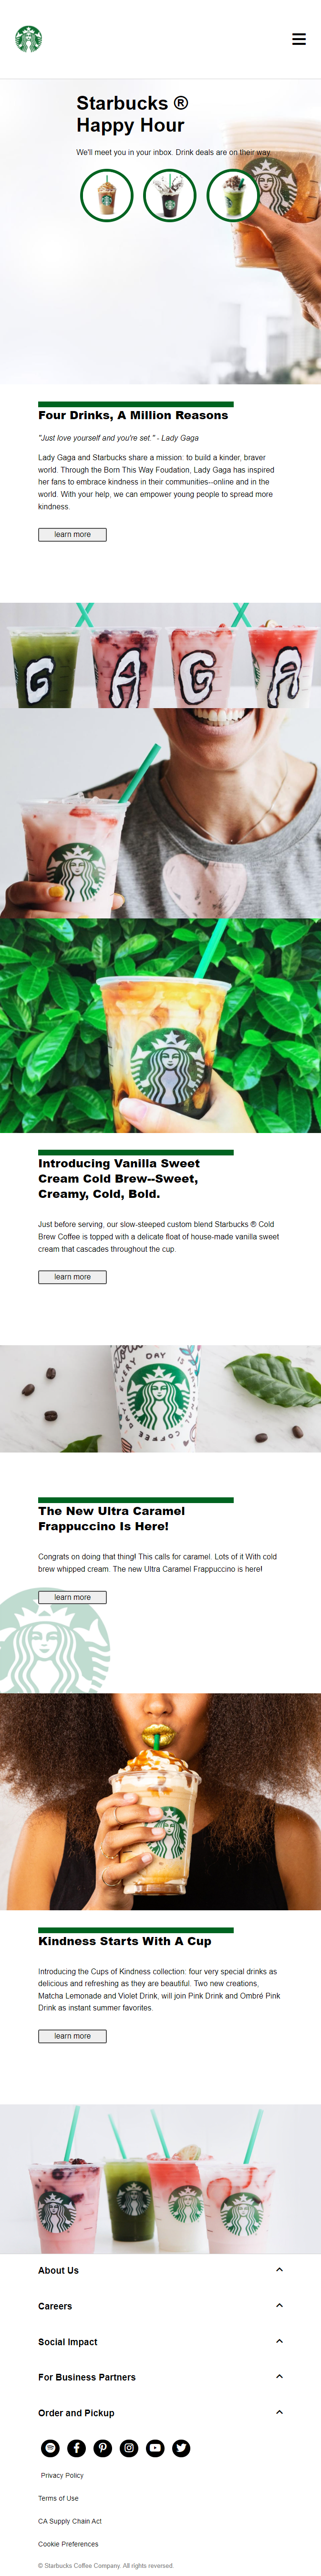 Starbucks ®
Happy Hour
We'll meet you in your inbox. Drink deals are on their way.
Four Drinks, A Million Reasons
"Just love yourself and you're set." - Lady Gaga
Lady Gaga and Starbucks share a mission: to build a kinder, braver
world. Through the Born This Way Foudation, Lady Gaga has inspired
her fans to embrace kindness in their communities--online and in the
world. With your help, we can empower young people to spread more
kindness.
learn more
G A G A
Introducing Vanilla Sweet
Cream Cold Brew--Sweet,
Creamy, Cold, Bold.
Just before serving, our slow-steeped custom blend Starbucks ® Cold
Brew Coffee is topped with a delicate float of house-made vanilla sweet
cream that cascades throughout the cup.
learn more
The New Ultra Caramel
Frappuccino Is Here!
Congrats on doing that thing! This calls for caramel. Lots of it With cold
brew whipped cream. The new Ultra Caramel Frappuccino is here!
learn more
Kindness Starts With A Cup
Introducing the Cups of Kindness collection: four very special drinks as
delicious and refreshing as they are beautiful. Two new creations,
Matcha Lemonade and Violet Drink, will join Pink Drink and Ombré Pink
Drink as instant summer favorites.
learn more
About Us
Careers
Social Impact
For Business Partners
Order and Pickup
Privacy Policy
Terms of Use
CA Supply Chain Act
Cookie Preferences
© Starbucks Coffee Company. All rights reversed.